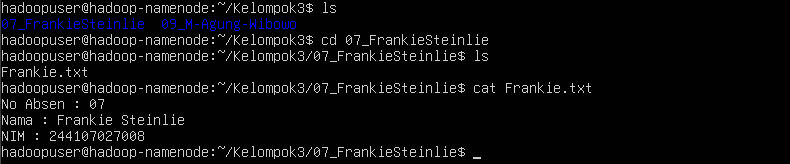 hadoopuser@hadoop-namenode:~/Kelompok3$ ls
07_FrankieSteinlie  09_M-Agung-Wibowo
hadoopuser@hadoop-namenode:~/Kelompok3$ cd 07_FrankieSteinlie
hadoopuser@hadoop-namenode:~/Kelompok3/07_FrankieSteinlie$ ls
Frankie.txt
hadoopuser@hadoop-namenode:~/Kelompok3/07_FrankieSteinlie$ cat Frankie.txt
No Absen : 07
Nama : Frankie Steinlie
NIM : 244107027008
hadoopuser@hadoop-namenode:~/Kelompok3/07_FrankieSteinlie$ _